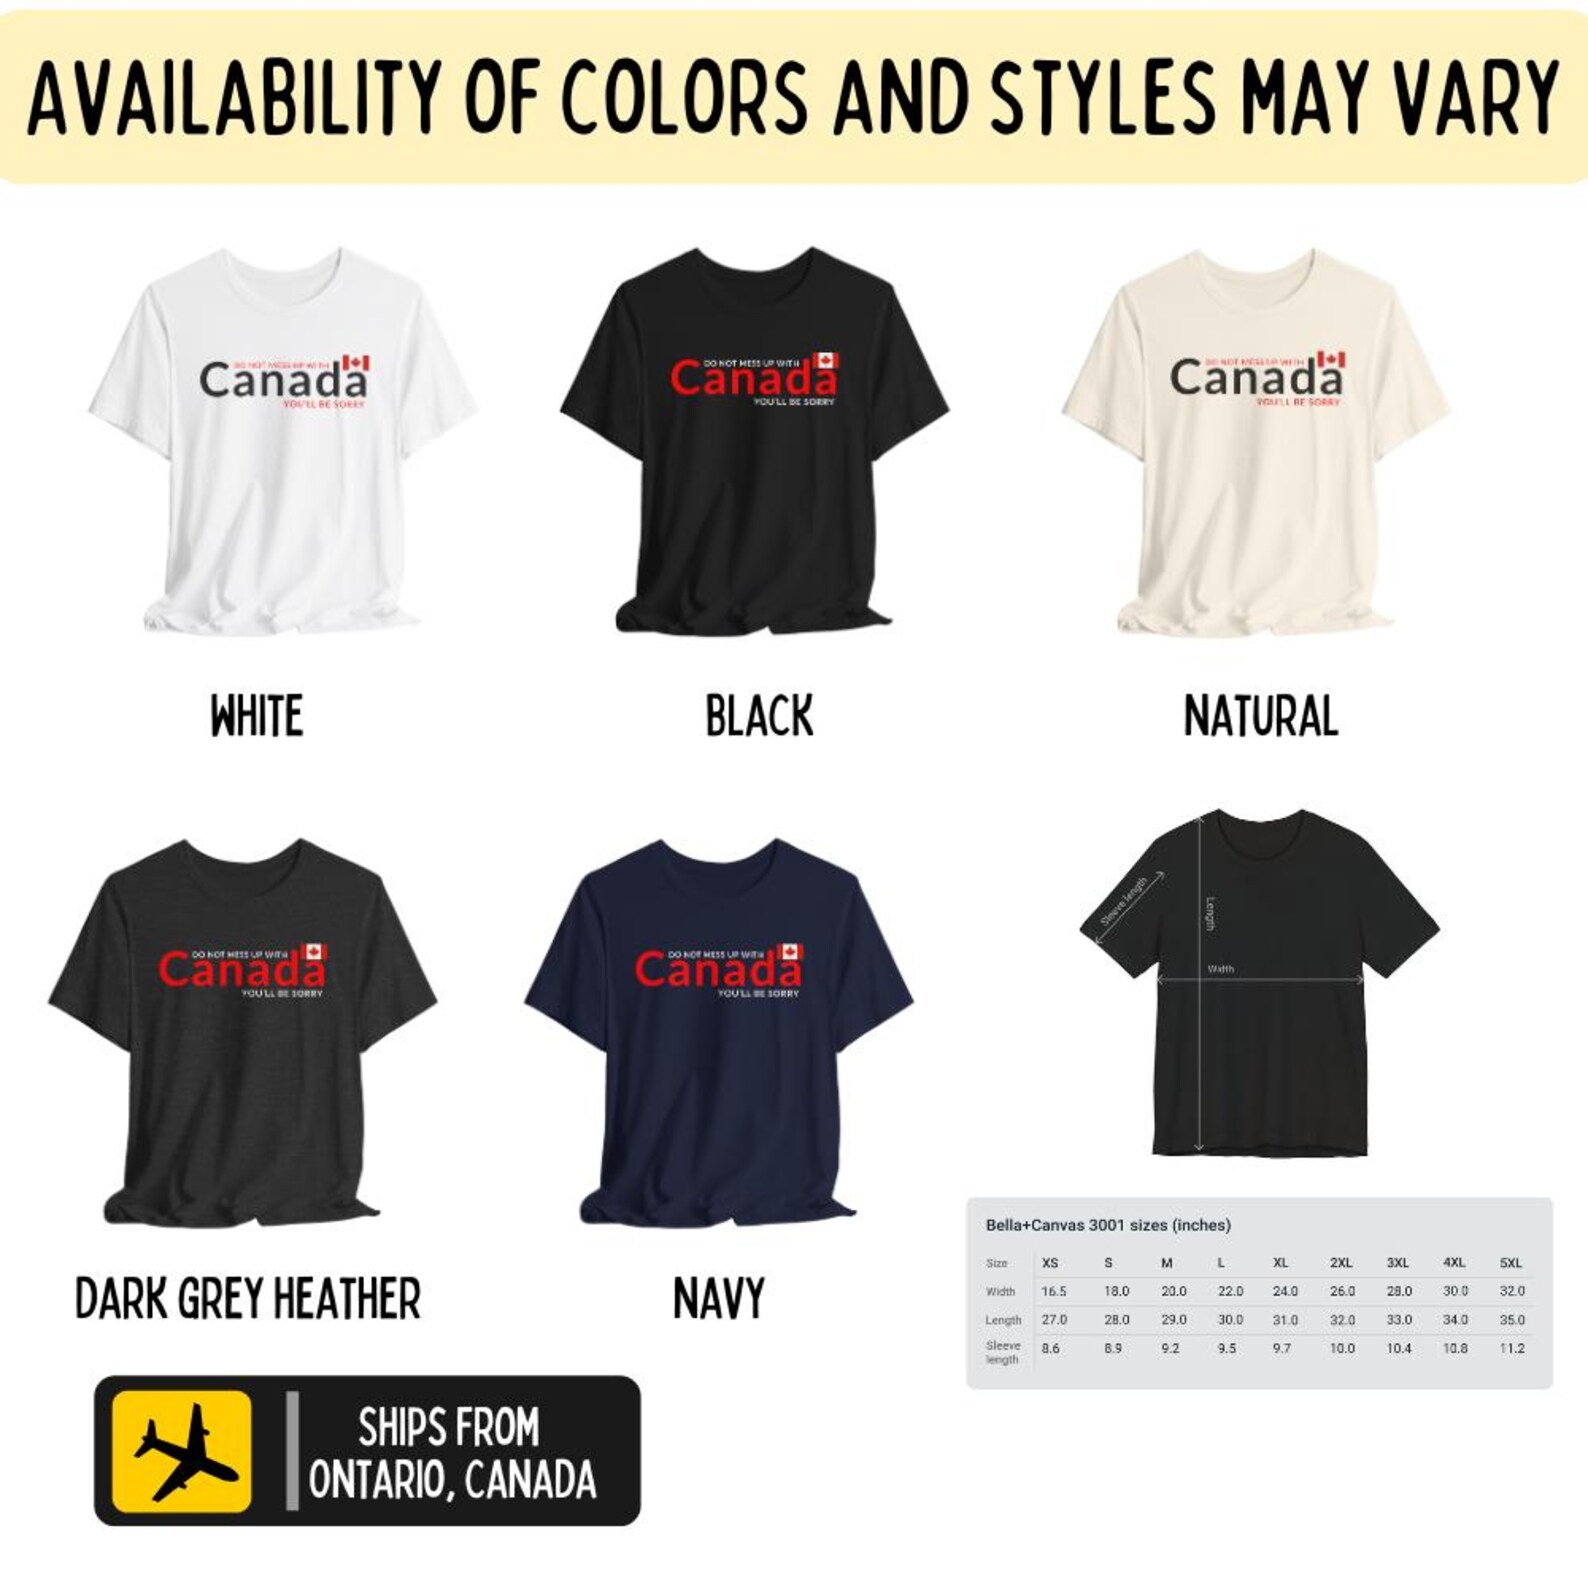 AVAILABILITY OF COLORS AND STYLES MAY VARY
DO NOT MESS UP WITH
Canada
YOU'LL BE SORRY
DO NOT MESS UP WITH
Canada
YOU'LL BE SORRY
DO NOT MESS UP WITH
Canada
YOU'LL BE SORRY
WHITE
BLACK
NATURAL
DO NOT MESS UP WITH
Canada
YOU'LL BE SORRY
DO NOT MESS UP WITH
Canada
YOU'LL BE SORRY
Sleeve length
Length
Width
DARK GREY HEATHER
NAVY
Bella+Canvas 3001 sizes (inches)
Size XS S M L XL 2XL 3XL 4XL 5XL
Width 16.5 18.0 20.0 22.0 24.0 26.0 28.0 30.0 32.0
Length 27.0 28.0 29.0 30.0 31.0 32.0 33.0 34.0 35.0
Sleeve length 8.6 8.9 9.2 9.5 9.7 10.0 10.4 10.8 11.2
SHIPS FROM
ONTARIO, CANADA